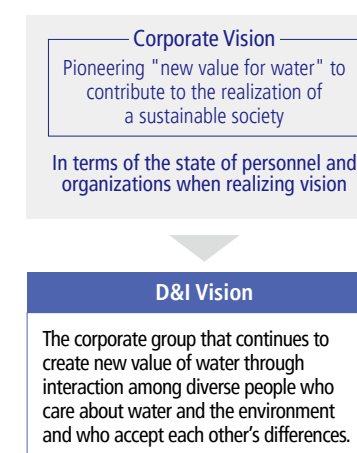 Corporate Vision
Pioneering "new value for water" to
contribute to the realization of
a sustainable society
In terms of the state of personnel and
organizations when realizing vision
D&I Vision
The corporate group that continues to
create new value of water through
interaction among diverse people who
care about water and the environment
and who accept each other’s differences.